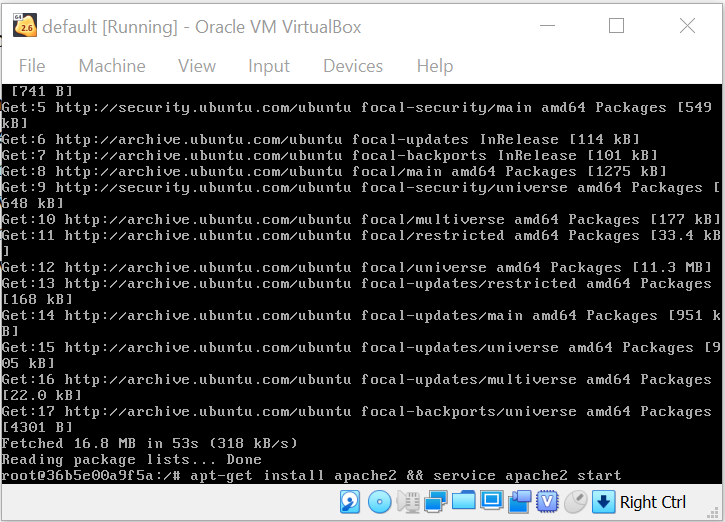 64
2.6
default [Running] - Oracle VM VirtualBox
File Machine View Input Devices Help
[741 B]
Get:5 http://security.ubuntu.com/ubuntu focal-security/main amd64 Packages [549
kB]
Get:6 http://archive.ubuntu.com/ubuntu focal-updates InRelease [114 kB]
Get:7 http://archive.ubuntu.com/ubuntu focal-backports InRelease [101 kB]
Get:8 http://archive.ubuntu.com/ubuntu focal/main amd64 Packages [1275 kB]
Get:9 http://security.ubuntu.com/ubuntu focal-security/universe amd64 Packages [
648 kB]
Get:10 http://archive.ubuntu.com/ubuntu focal/multiverse amd64 Packages [177 kB]
Get:11 http://archive.ubuntu.com/ubuntu focal/restricted amd64 Packages [33.4 kB
]
Get:12 http://archive.ubuntu.com/ubuntu focal/universe amd64 Packages [11.3 MB]
Get:13 http://archive.ubuntu.com/ubuntu focal-updates/restricted amd64 Packages
[168 kB]
Get:14 http://archive.ubuntu.com/ubuntu focal-updates/main amd64 Packages [951 k
B]
Get:15 http://archive.ubuntu.com/ubuntu focal-updates/universe amd64 Packages [9
05 kB]
Get:16 http://archive.ubuntu.com/ubuntu focal-updates/multiverse amd64 Packages
[22.0 kB]
Get:17 http://archive.ubuntu.com/ubuntu focal-backports/universe amd64 Packages
[4301 B]
Fetched 16.8 MB in 53s (318 kB/s)
Reading package lists... Done
root@36b5e00a9f5a:/# apt-get install apache2 && service apache2 start
Right Ctrl